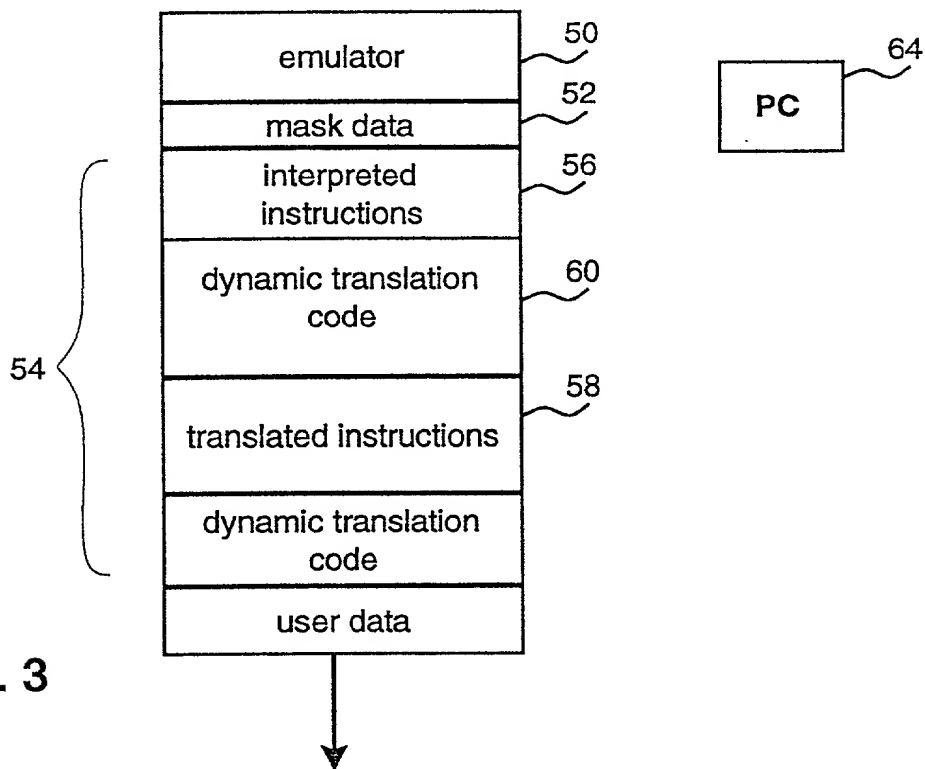 emulator
50
mask data
52
interpreted
instructions
56
dynamic translation
code
60
54
translated instructions
58
dynamic translation
code
user data
PC
64
. 3